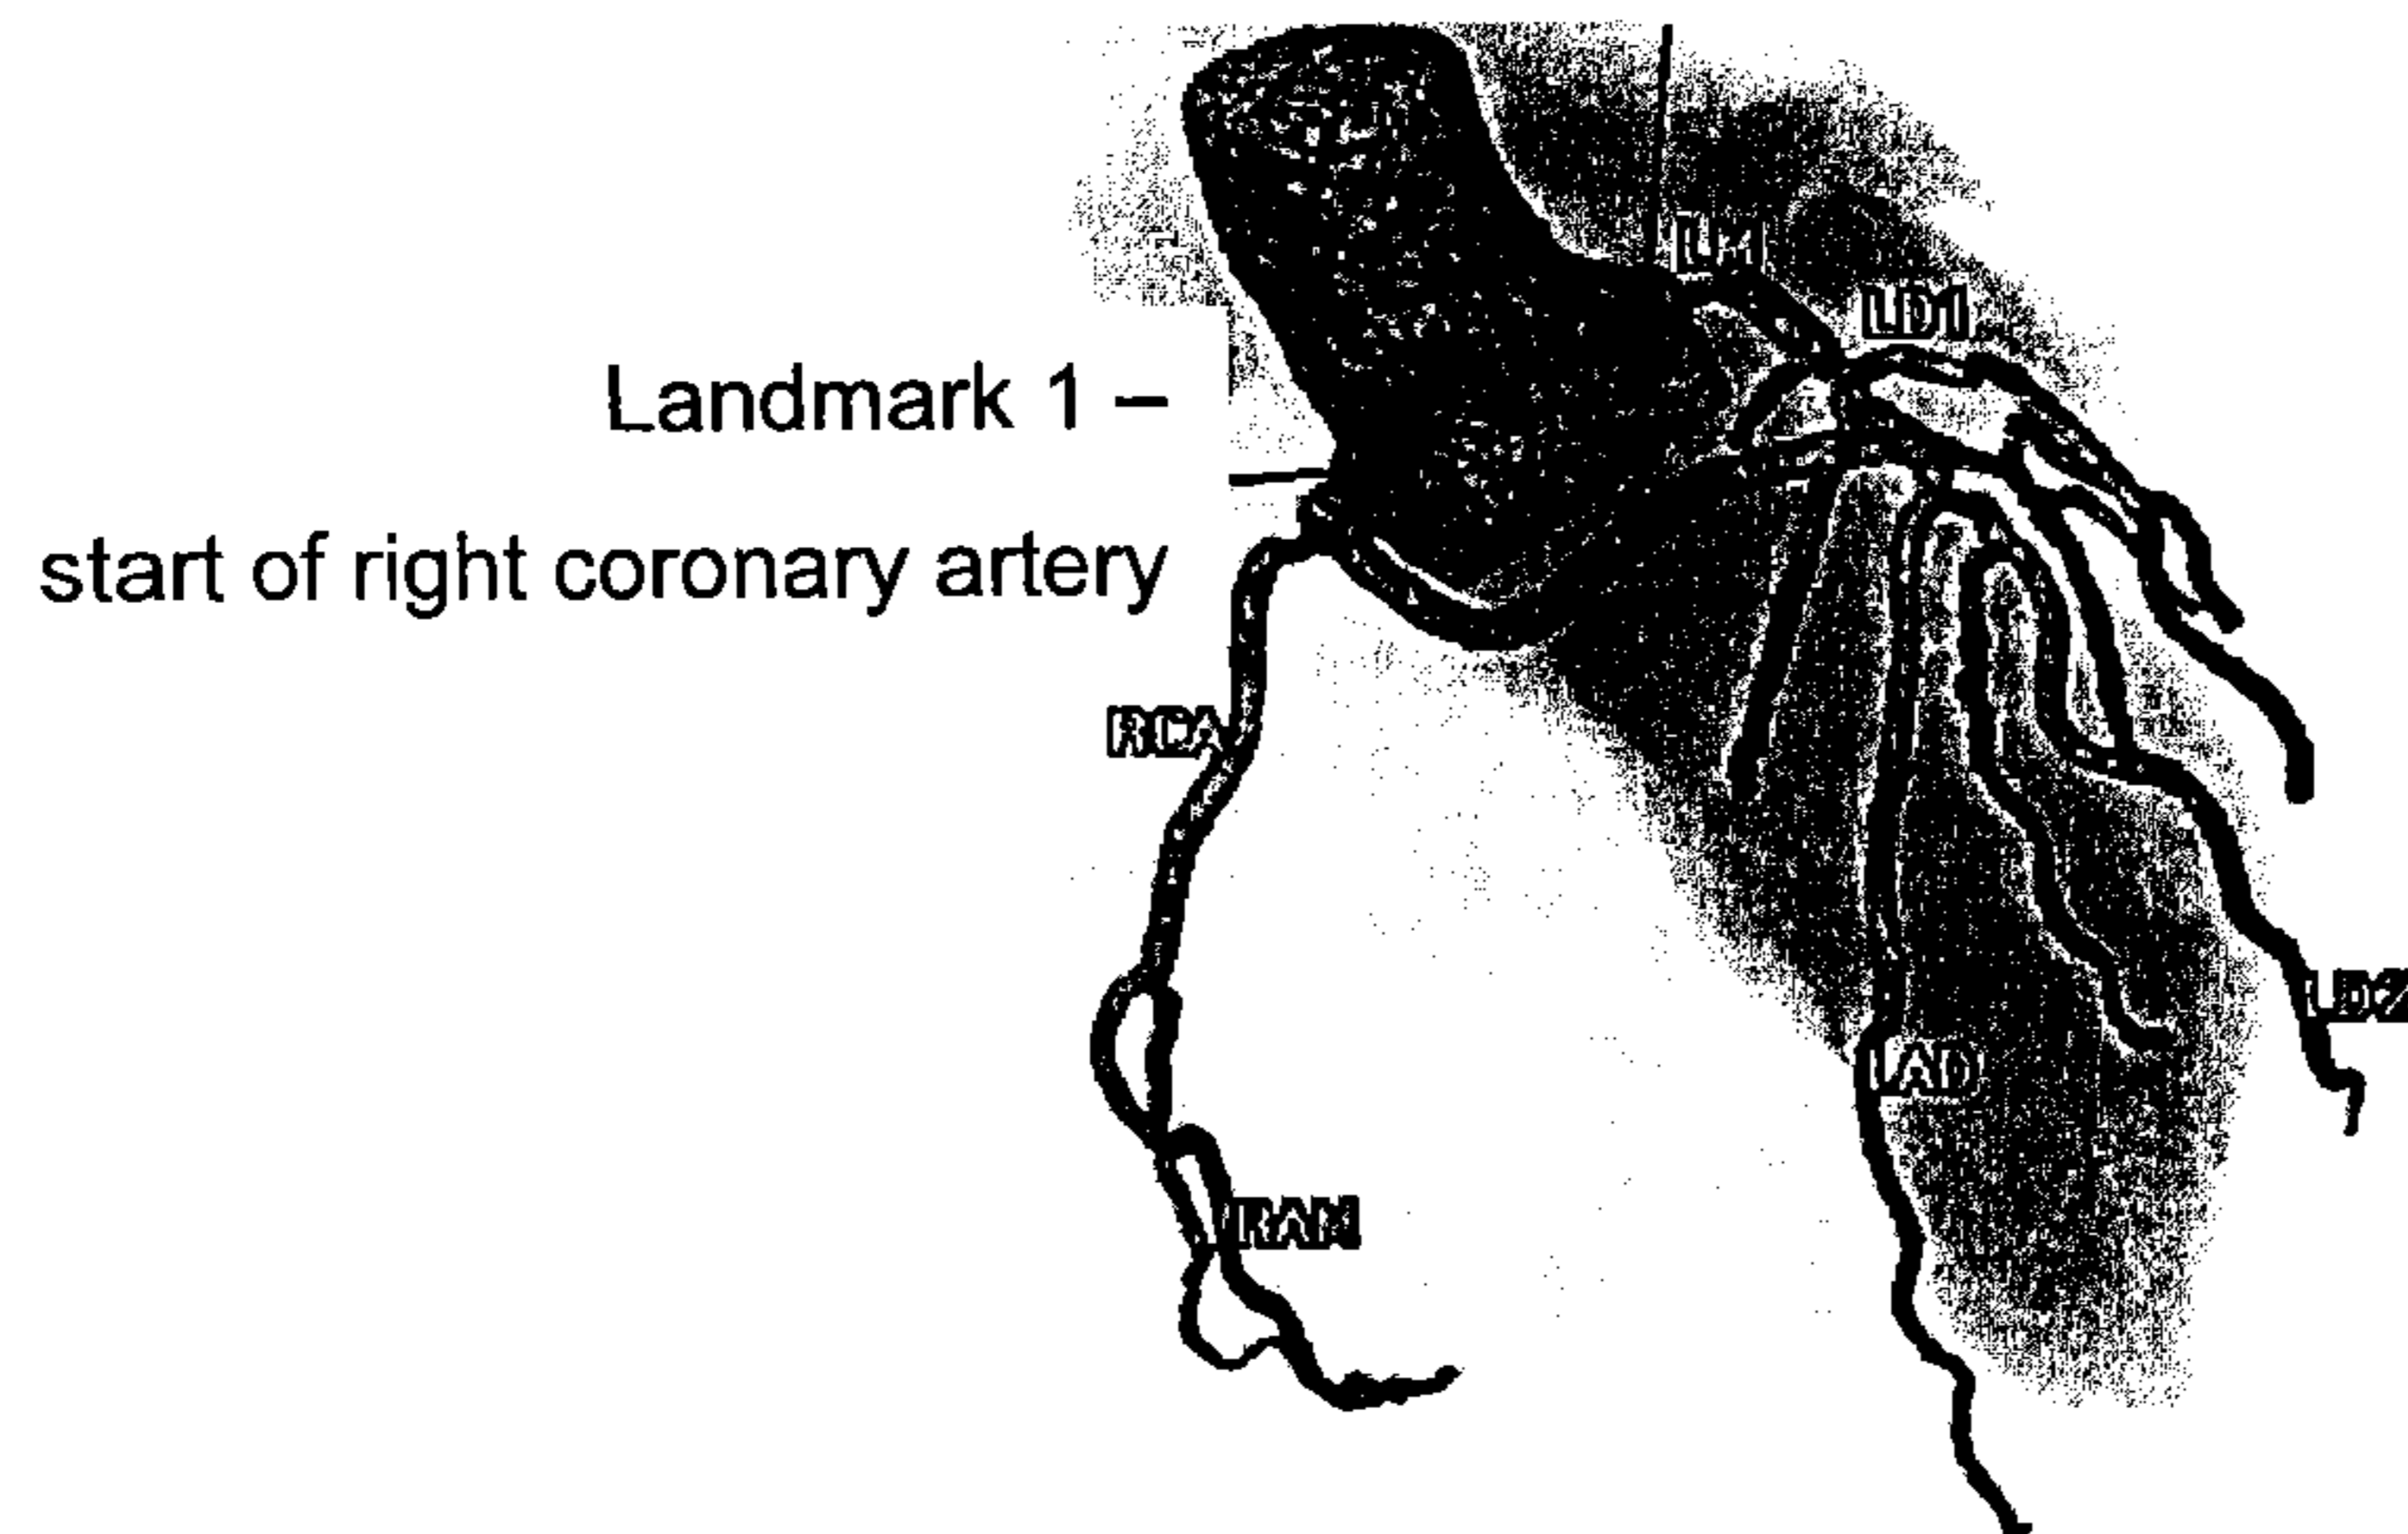 Landmark 1 –
start of right coronary artery
LM
LD1
RCA
LD2
LAD
RAM